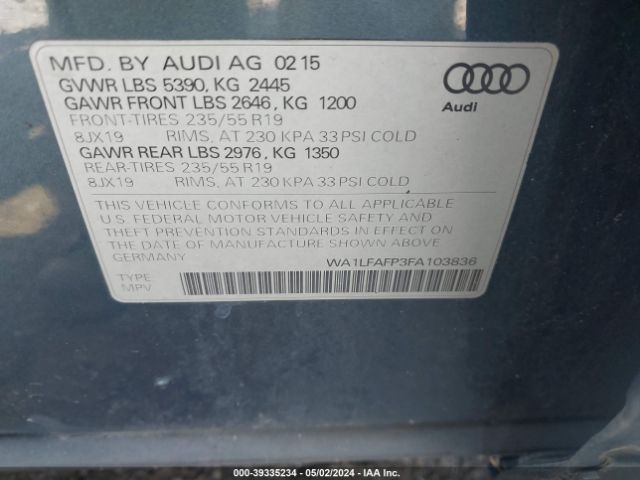 MFD. BY AUDI AG 02 15
GVWR LBS 5390, KG 2445
GAWR FRONT LBS 2646, KG 1200
FRONT-TIRES 235/55 R19
8JX19 RIMS, AT 230 KPA 33 PSI COLD
GAWR REAR LBS 2976, KG 1350
REAR-TIRES 235/55 R19
8JX19 RIMS, AT 230 KPA 33 PSI COLD
THIS VEHICLE CONFORMS TO ALL APPLICABLE
U.S. FEDERAL MOTOR VEHICLE SAFETY AND
THEFT PREVENTION STANDARDS IN EFFECT ON
THE DATE OF MANUFACTURE SHOWN ABOVE.
GERMANY
WA1LFAFP3FA103836
TYPE
MPV
Audi
000-39335234 - 05/02/2024 - IAA Inc.